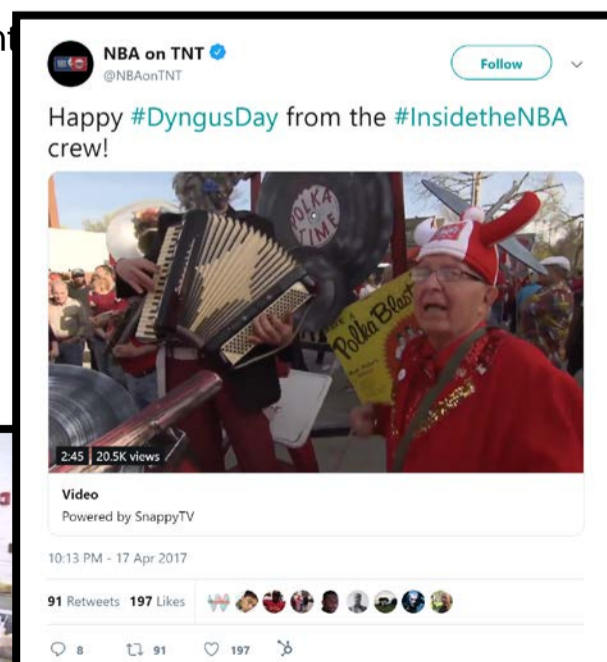 nt
NBA on TNT
@NBAonTNT
Follow
Happy #DyngusDay from the #InsidetheNBA
crew!
POLKA
TIME
Polka Blast
2:45 20.5K views
Video
Powered by SnappyTV
10:13 PM - 17 Apr 2017
91 Retweets 197 Likes
8 91 197